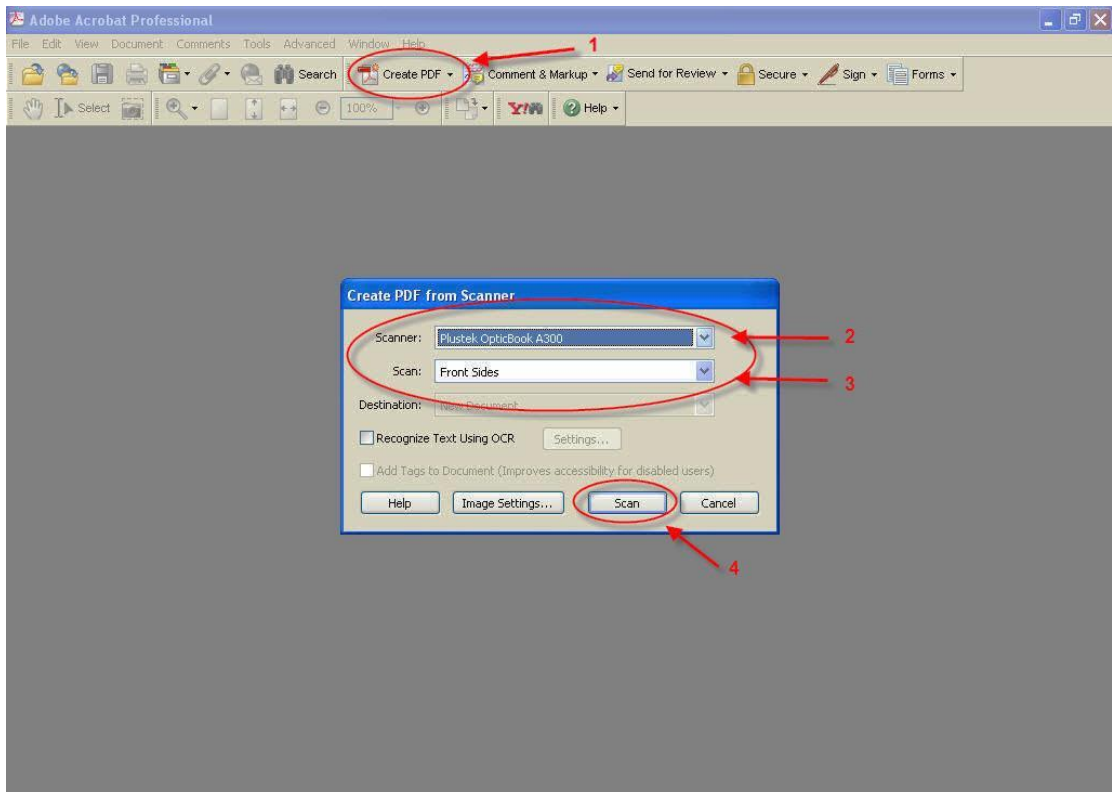 Adobe Acrobat Professional
File Edit View Document Comments Tools Advanced Window Help
1
Search Create PDF Comment & Markup Send for Review Secure Sign Forms
Select 100% Y! Help
Create PDF from Scanner
Scanner: Plustek OpticBook A300
2
Scan: Front Sides
3
Destination: New Document
Recognize Text Using OCR Settings...
Add Tags to Document (Improves accessibility for disabled users)
Help Image Settings... Scan Cancel
4